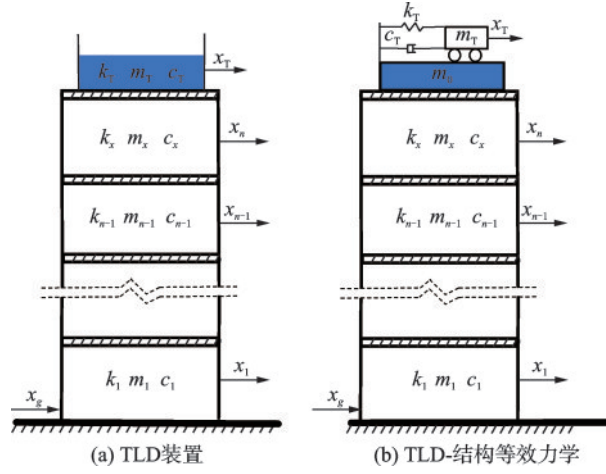 x_T
k_T m_T c_T
k_x m_x c_x
x_n
k_{n-1} m_{n-1} c_{n-1}
x_{n-1}
k_1 m_1 c_1
x_1
x_g
(a) TLD装置
k_T
c_T
m_T
x_T
k_x m_x c_x
x_n
k_{n-1} m_{n-1} c_{n-1}
x_{n-1}
k_1 m_1 c_1
x_1
x_g
(b) TLD-结构等效力学